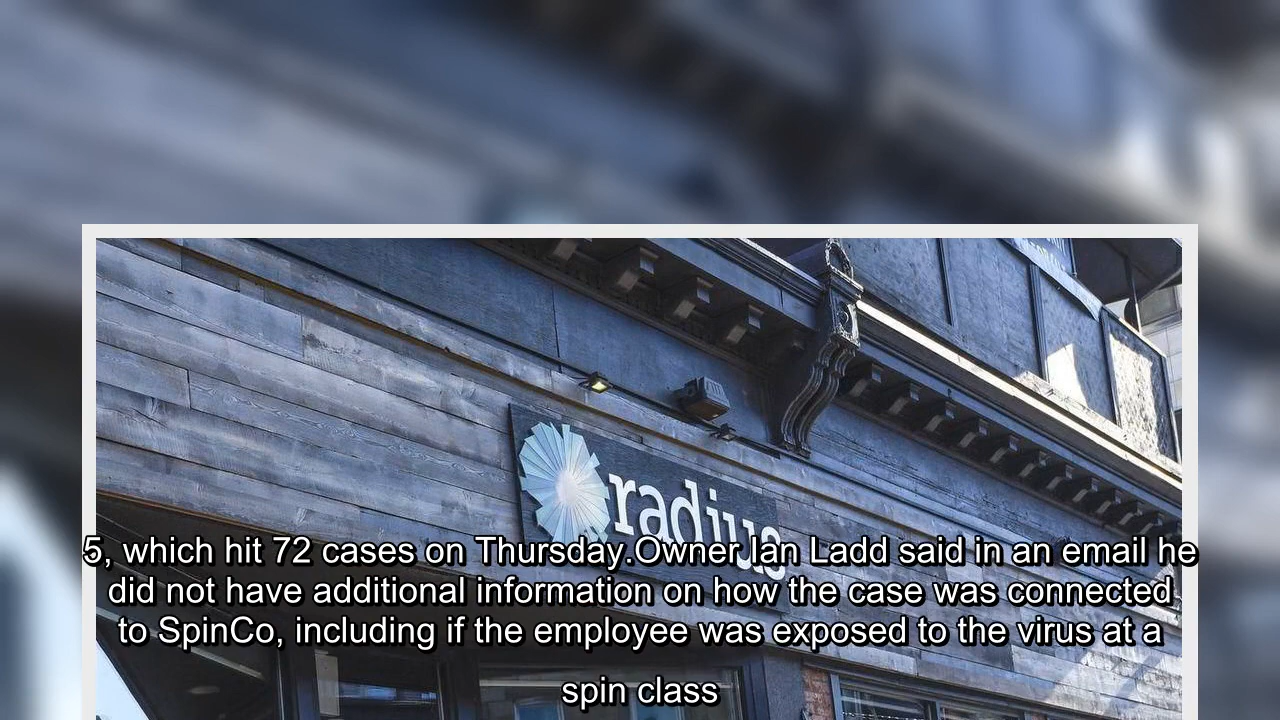 radius
5, which hit 72 cases on Thursday.Owner Ian Ladd said in an email he
did not have additional information on how the case was connected
to SpinCo, including if the employee was exposed to the virus at a
spin class